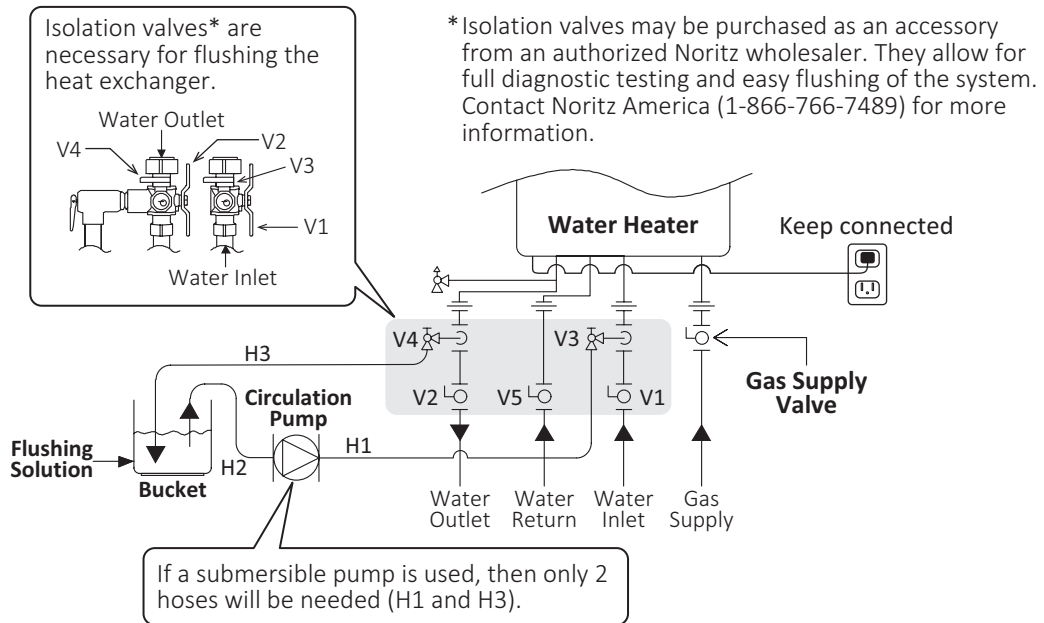 Isolation valves* are
necessary for flushing the
heat exchanger.
Water Outlet
V4
V2
V3
V1
Water Inlet
*Isolation valves may be purchased as an accessory
from an authorized Noritz wholesaler. They allow for
full diagnostic testing and easy flushing of the system.
Contact Noritz America (1-866-766-7489) for more
information.
Water Heater
Keep connected
V4
V3
H3
V2
V5
V1
Gas Supply
Valve
Circulation
Pump
H1
Flushing
Solution
H2
Bucket
Water
Outlet
Water
Return
Water
Inlet
Gas
Supply
If a submersible pump is used, then only 2
hoses will be needed (H1 and H3).